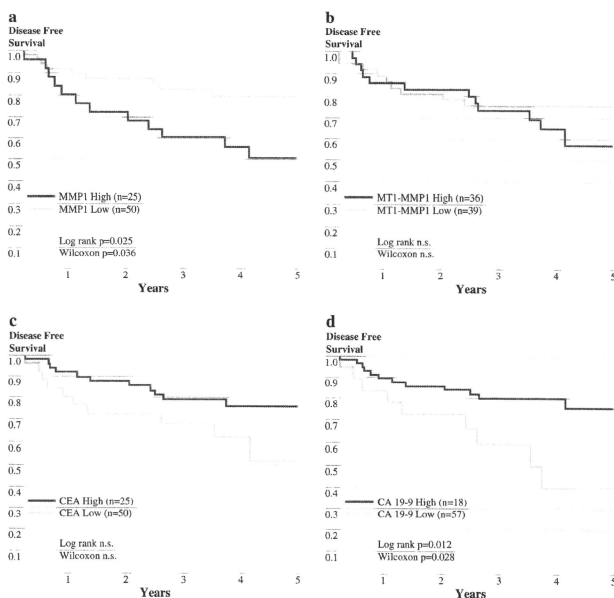 a
Disease Free
Survival
1.0
0.9
0.8
0.7
0.6
0.5
0.4
0.3
0.2
0.1
MMP1 High (n=25)
MMP1 Low (n=50)
Log rank p=0.025
Wilcoxon p=0.036
1 2 3 4 5
Years
b
Disease Free
Survival
1.0
0.9
0.8
0.7
0.6
0.5
0.4
0.3
0.2
0.1
MT1-MMP1 High (n=36)
MT1-MMP1 Low (n=39)
Log rank n.s.
Wilcoxon n.s.
1 2 3 4 5
Years
c
Disease Free
Survival
1.0
0.9
0.8
0.7
0.6
0.5
0.4
0.3
0.2
0.1
CEA High (n=25)
CEA Low (n=50)
Log rank n.s.
Wilcoxon n.s.
1 2 3 4 5
Years
d
Disease Free
Survival
1.0
0.9
0.8
0.7
0.6
0.5
0.4
0.3
0.2
0.1
CA 19-9 High (n=18)
CA 19-9 Low (n=57)
Log rank p=0.012
Wilcoxon p=0.028
1 2 3 4 5
Years